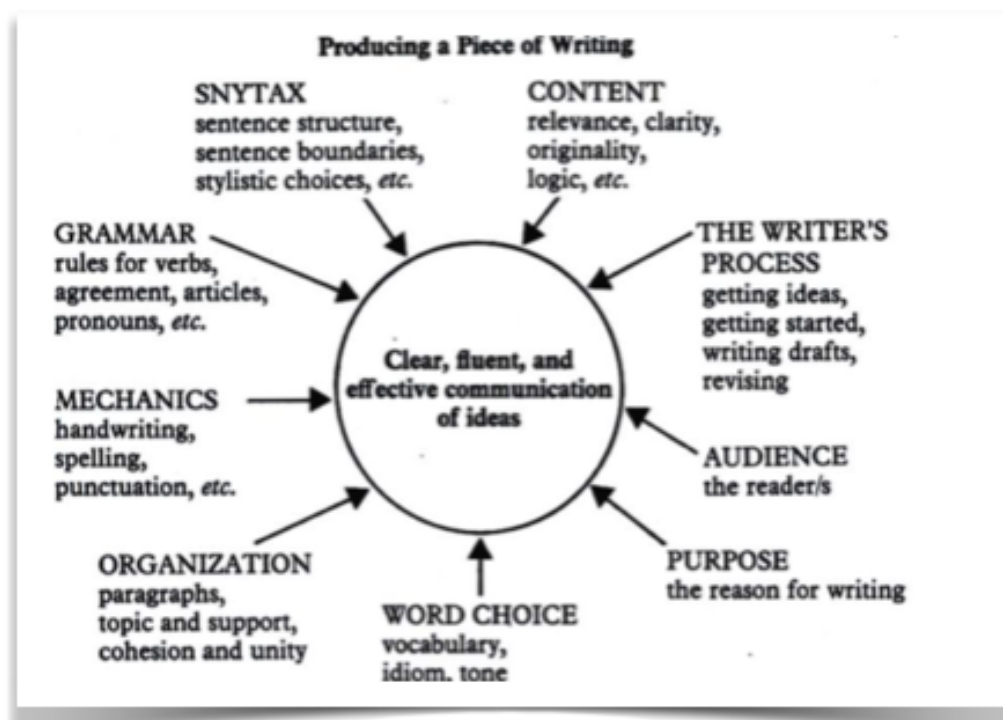 Producing a Piece of Writing
SNYTAX
sentence structure,
sentence boundaries,
stylistic choices, etc.
CONTENT
relevance, clarity,
originality,
logic, etc.
GRAMMAR
rules for verbs,
agreement, articles,
pronouns, etc.
THE WRITER'S
PROCESS
getting ideas,
getting started,
writing drafts,
revising
Clear, fluent, and
effective communication
of ideas
MECHANICS
handwriting,
spelling,
punctuation, etc.
AUDIENCE
the reader/s
ORGANIZATION
paragraphs,
topic and support,
cohesion and unity
WORD CHOICE
vocabulary,
idiom, tone
PURPOSE
the reason for writing